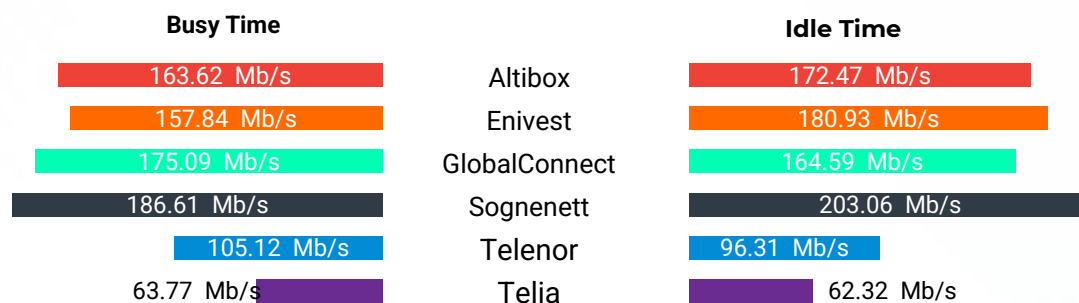 Busy Time Idle Time
163.62 Mb/s Altibox 172.47 Mb/s
157.84 Mb/s Enivest 180.93 Mb/s
175.09 Mb/s GlobalConnect 164.59 Mb/s
186.61 Mb/s Sognenett 203.06 Mb/s
105.12 Mb/s Telenor 96.31 Mb/s
63.77 Mb/s Telia 62.32 Mb/s